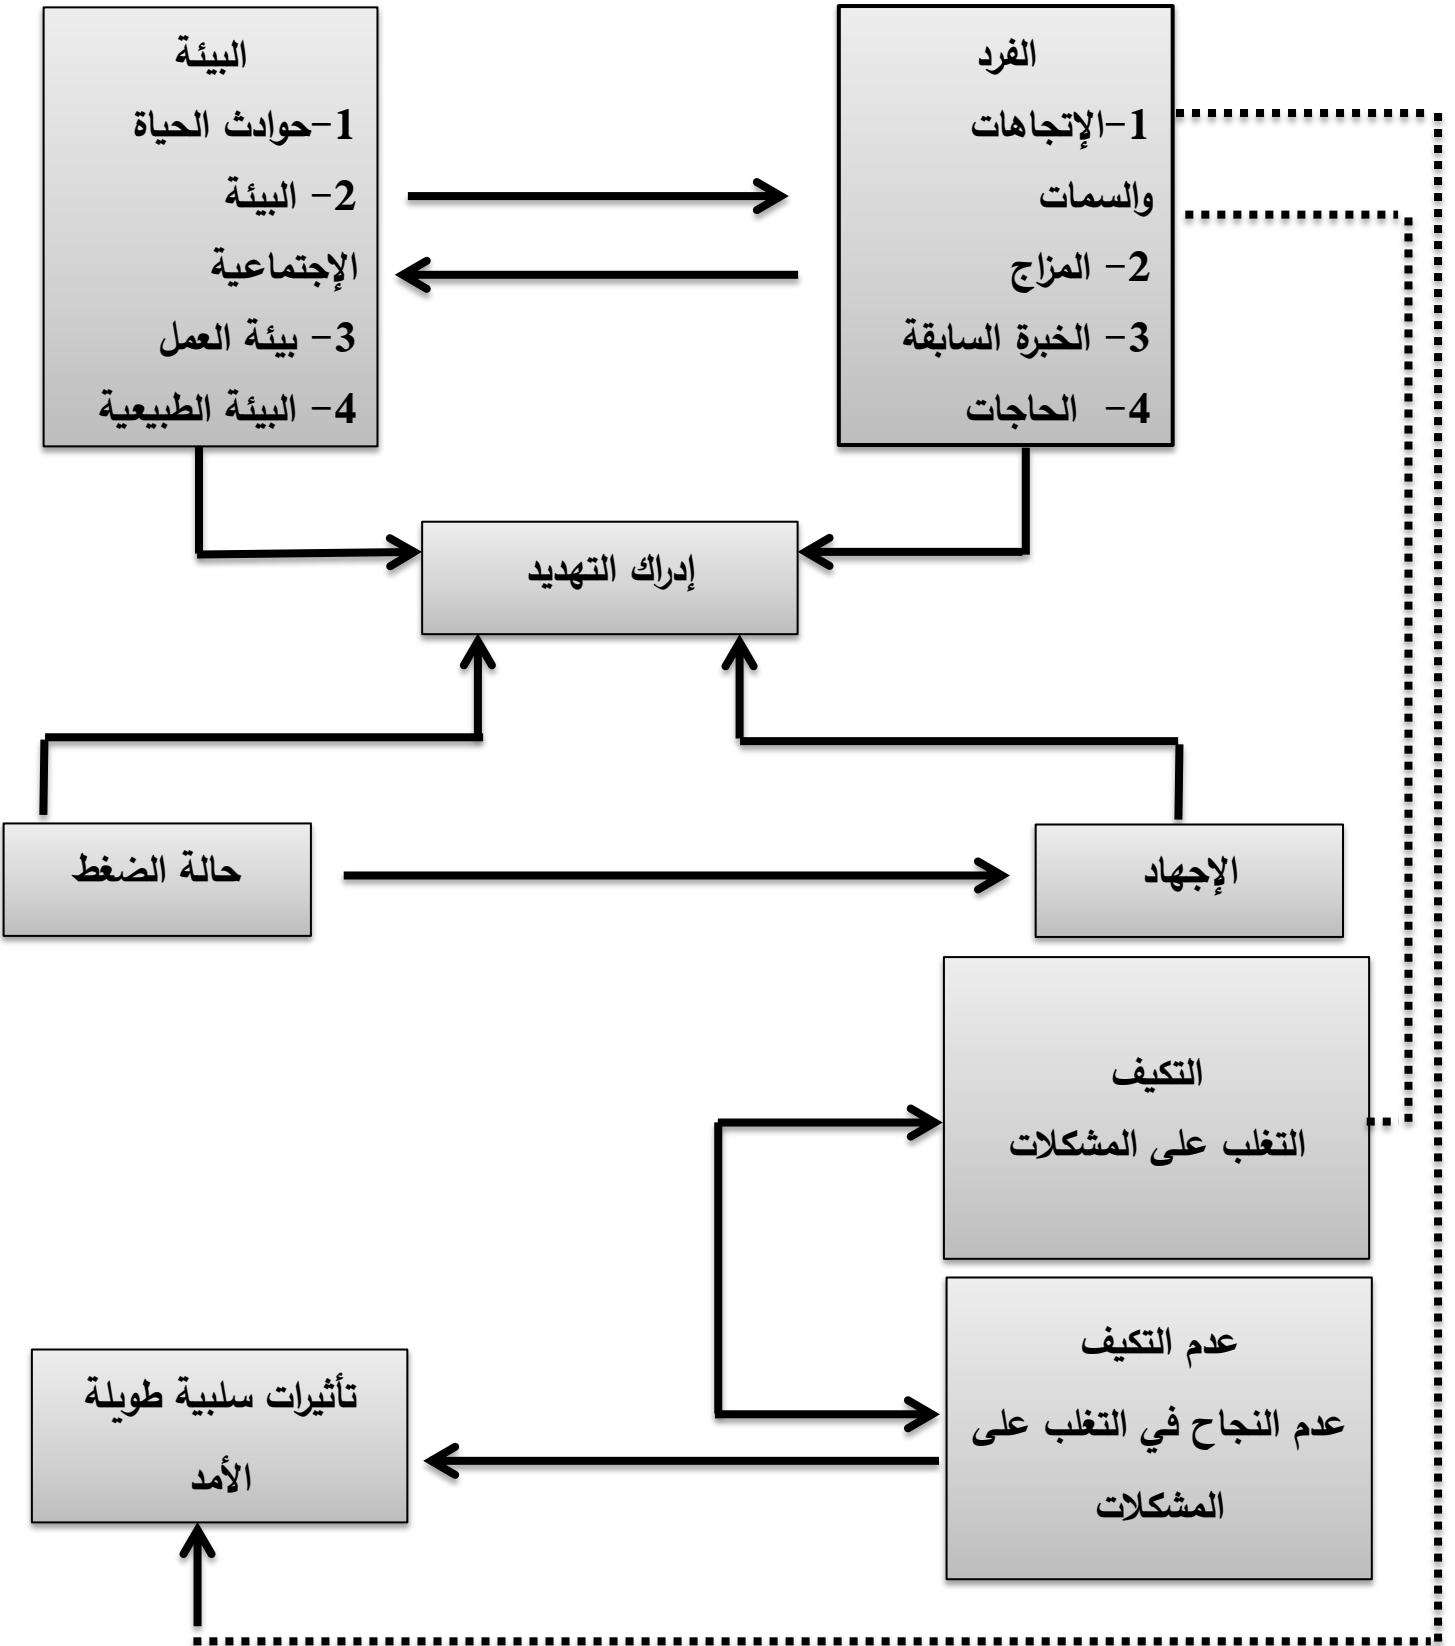 الفرد
1-الإتجاهات
والسمات
2- المزاج
3- الخبرة السابقة
4- الحاجات
البيئة
1-حوادث الحياة
2- البيئة
الإجتماعية
3- بيئة العمل
4- البيئة الطبيعية
إدراك التهديد
الإجهاد
حالة الضغط
التكيف
التغلب على المشكلات
عدم التكيف
عدم النجاح في التغلب على
المشكلات
تأثيرات سلبية طويلة
الأمد